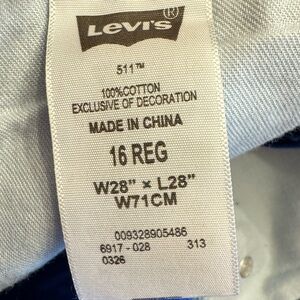 Levi's®
511™
100%COTTON
EXCLUSIVE OF DECORATION
MADE IN CHINA
16 REG
W28" × L28"
W71CM
009328905486
6917 - 028 313
0326